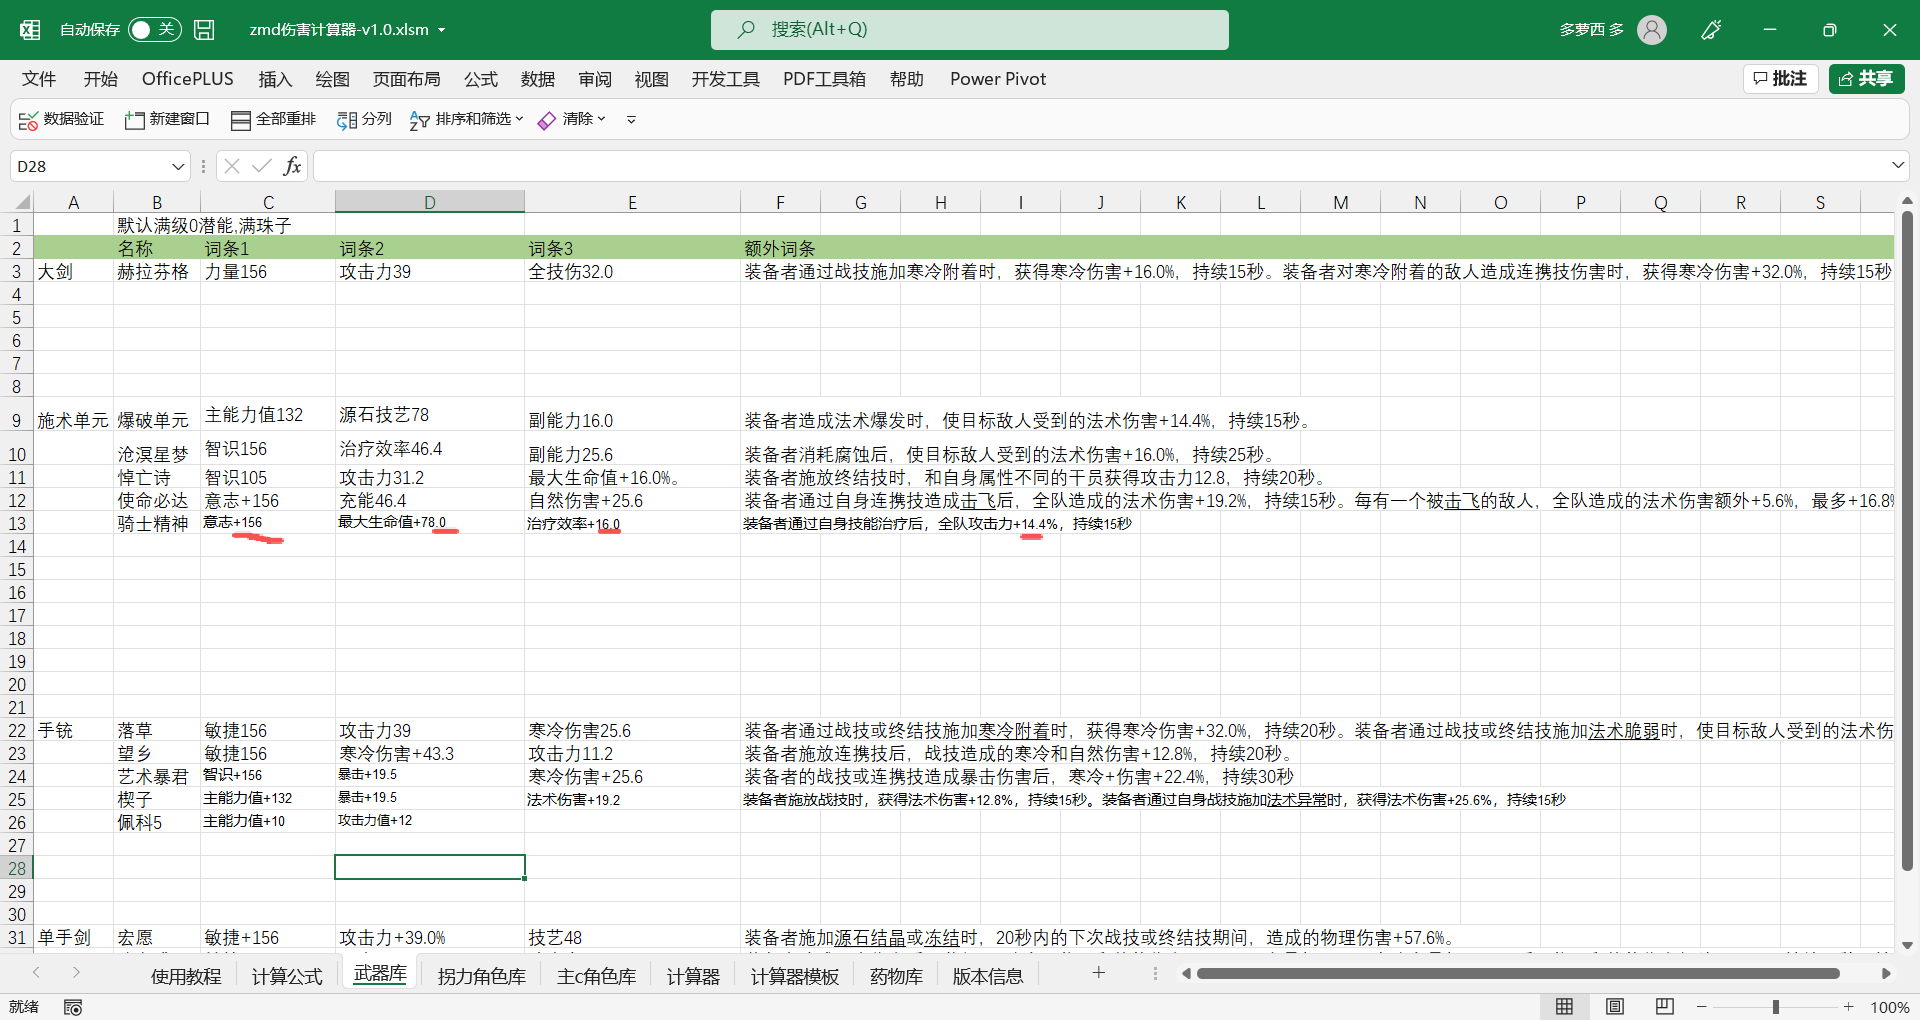 自动保存 关 zmd伤害计算器-v1.0.xlsm 搜索(Alt+Q) 多萝西 多
文件 开始 OfficePLUS 插入 绘图 页面布局 公式 数据 审阅 视图 开发工具 PDF工具箱 帮助 Power Pivot 批注 共享
数据验证 新建窗口 全部重排 分列 排序和筛选 清除
D28 fx
A B C D E F G H I J K L M N O P Q R S
1 默认满级0潜能,满珠子
2 名称 词条1 词条2 词条3 额外词条
3 大剑 赫拉芬格 力量156 攻击力39 全技伤32.0 装备者通过战技施加寒冷附着时，获得寒冷伤害+16.0%，持续15秒。装备者对寒冷附着的敌人造成连携技伤害时，获得寒冷伤害+32.0%，持续15秒
4
5
6
7
8
9 施术单元 爆破单元 主能力值132 源石技艺78 副能力16.0 装备者造成法术爆发时，使目标敌人受到的法术伤害+14.4%，持续15秒。
10 沧溟星梦 智识156 治疗效率46.4 副能力25.6 装备者消耗腐蚀后，使目标敌人受到的法术伤害+16.0%，持续25秒。
11 悼亡诗 智识105 攻击力31.2 最大生命值+16.0%。 装备者施放终结技时，和自身属性不同的干员获得攻击力12.8，持续20秒。
12 使命必达 意志+156 充能46.4 自然伤害+25.6 装备者通过自身连携技造成击飞后，全队造成的法术伤害+19.2%，持续15秒。每有一个被击飞的敌人，全队造成的法术伤害额外+5.6%，最多+16.8%
13 骑士精神 意志+156 最大生命值+78.0 治疗效率+16.0 装备者通过自身技能治疗后，全队攻击力+14.4%，持续15秒
14
15
16
17
18
19
20
21
22 手铳 落草 敏捷156 攻击力39 寒冷伤害25.6 装备者通过战技或终结技施加寒冷附着时，获得寒冷伤害+32.0%，持续20秒。装备者通过战技或终结技施加法术脆弱时，使目标敌人受到的法术伤
23 望乡 敏捷156 寒冷伤害+43.3 攻击力11.2 装备者施放连携技后，战技造成的寒冷和自然伤害+12.8%，持续20秒。
24 艺术暴君 智识+156 暴击+19.5 寒冷伤害+25.6 装备者的战技或连携技造成暴击伤害后，寒冷+伤害+22.4%，持续30秒
25 楔子 主能力值+132 暴击+19.5 法术伤害+19.2 装备者施放战技时，获得法术伤害+12.8%，持续15秒。装备者通过自身战技施加法术异常时，获得法术伤害+25.6%，持续15秒
26 佩科5 主能力值+10 攻击力值+12
27
28
29
30
31 单手剑 宏愿 敏捷+156 攻击力+39.0% 技艺48 装备者施加源石结晶或冻结时，20秒内的下次战技或终结技期间，造成的物理伤害+57.6%。
使用教程 计算公式 武器库 拐力角色库 主c角色库 计算器 计算器模板 药物库 版本信息
就绪 100%